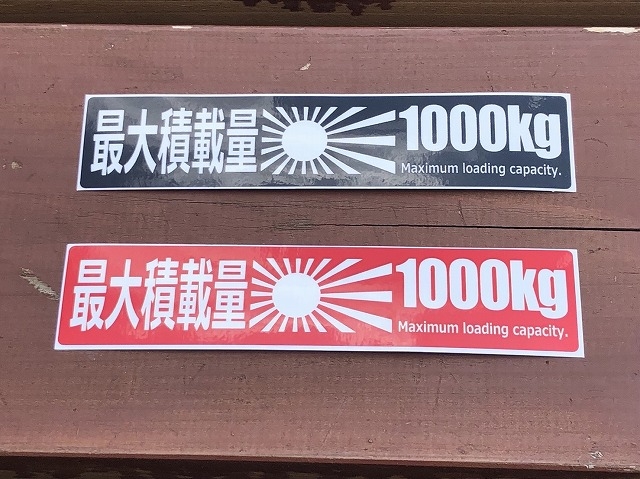 最大積載量 1000kg
Maximum loading capacity.
最大積載量 1000kg
Maximum loading capacity.